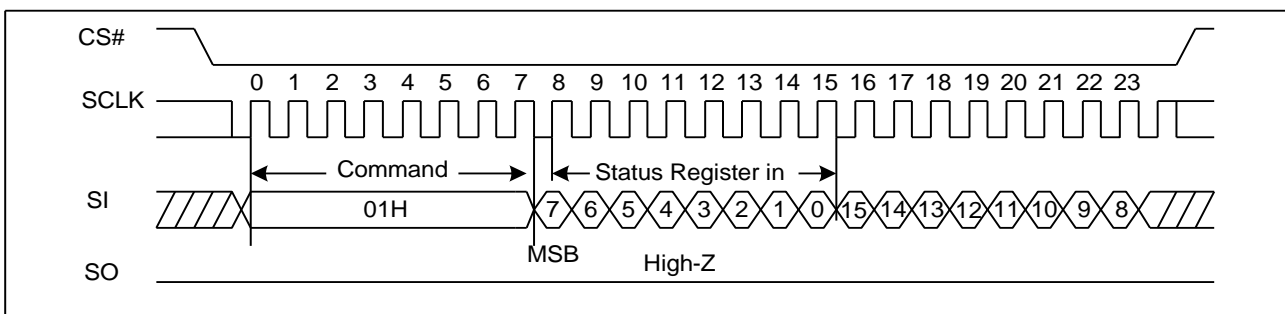 CS#
0 1 2 3 4 5 6 7 8 9 10 11 12 13 14 15 16 17 18 19 20 21 22 23
SCLK
Command Status Register in
SI 01H 7 6 5 4 3 2 1 0 15 14 13 12 11 10 9 8
MSB
SO High-Z